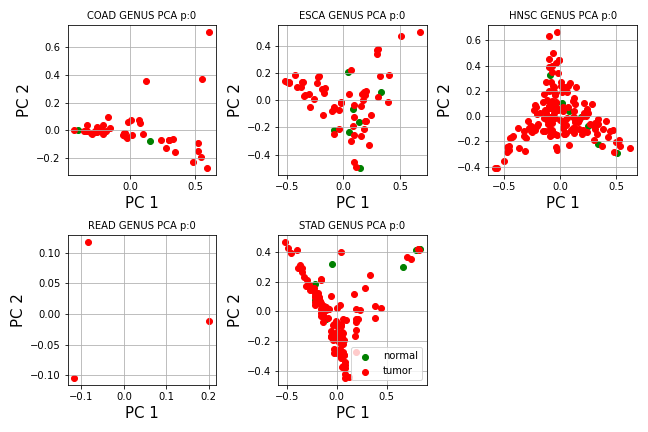 COAD GENUS PCA p:0
0.6
0.4
0.2
0.0
−0.2
PC 2
0.0
0.5
PC 1
ESCA GENUS PCA p:0
0.4
0.2
0.0
−0.2
−0.4
PC 2
−0.5
0.0
0.5
PC 1
HNSC GENUS PCA p:0
0.6
0.4
0.2
0.0
−0.2
−0.4
PC 2
−0.5
0.0
0.5
PC 1
READ GENUS PCA p:0
0.10
0.05
0.00
−0.05
−0.10
PC 2
−0.1
0.0
0.1
0.2
PC 1
STAD GENUS PCA p:0
0.4
0.2
0.0
−0.2
−0.4
PC 2
−0.5
0.0
0.5
PC 1
normal
tumor